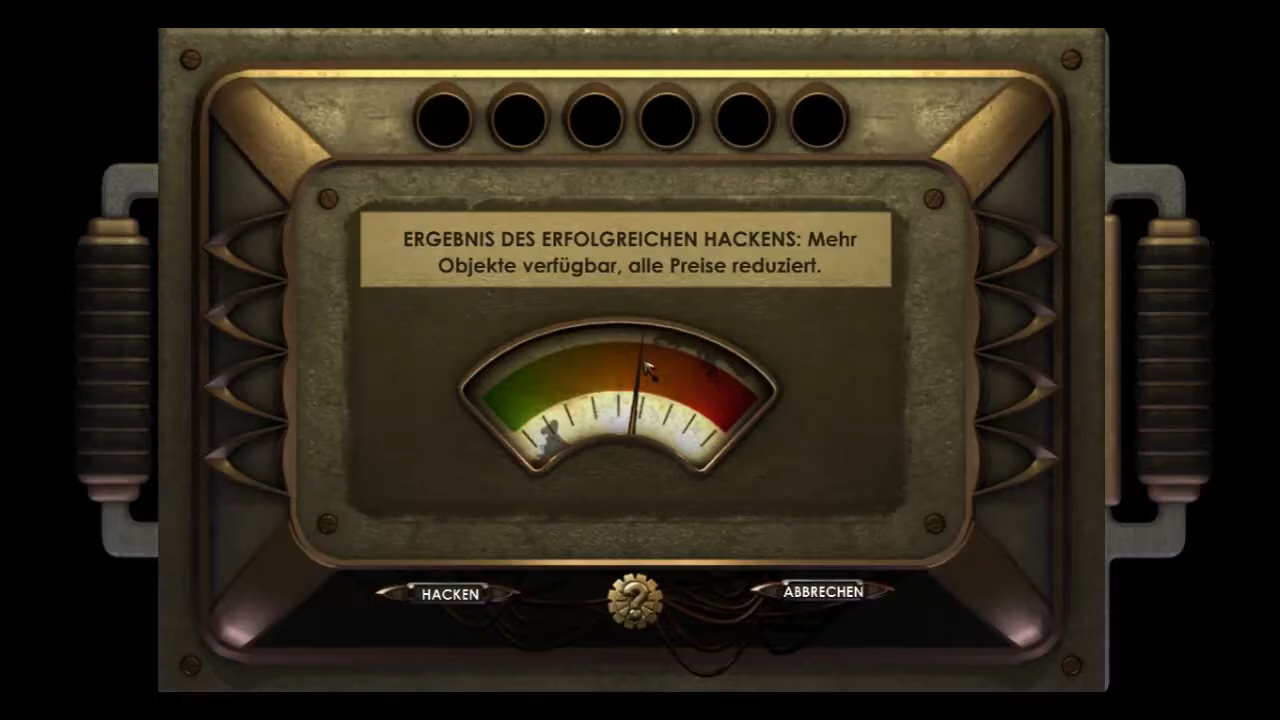 ERGEBNIS DES ERFOLGREICHEN HACKENS: Mehr
Objekte verfügbar, alle Preise reduziert.
HACKEN
?
ABBRECHEN